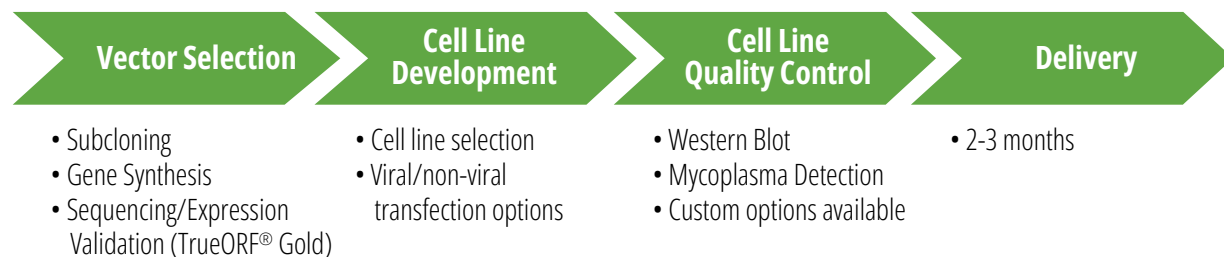 Vector Selection
• Subcloning
• Gene Synthesis
• Sequencing/Expression
Validation (TrueORF® Gold)
Cell Line
Development
• Cell line selection
• Viral/non-viral
transfection options
Cell Line
Quality Control
• Western Blot
• Mycoplasma Detection
• Custom options available
Delivery
• 2-3 months